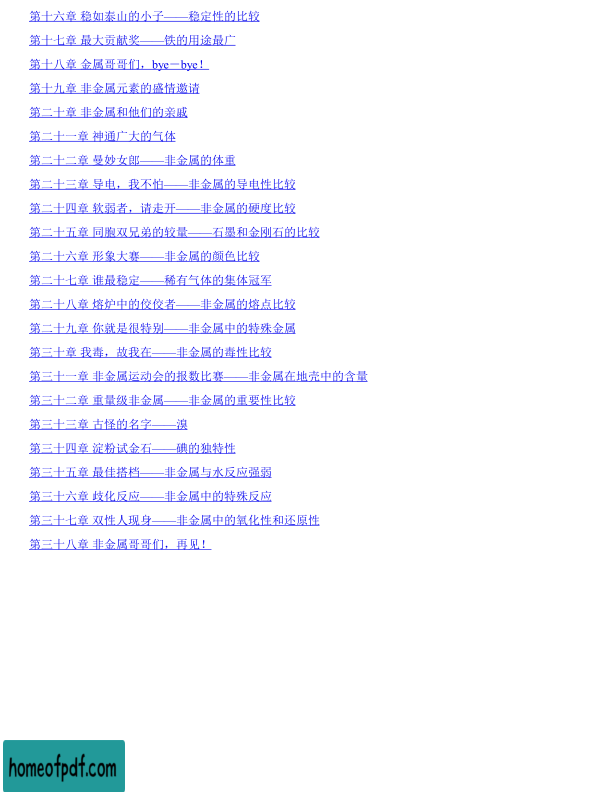 第十六章 稳如泰山的小子——稳定性的比较
第十七章 最大贡献奖——铁的用途最广
第十八章 金属哥哥们，bye－bye！
第十九章 非金属元素的盛情邀请
第二十章 非金属和他们的亲戚
第二十一章 神通广大的气体
第二十二章 曼妙女郎——非金属的体重
第二十三章 导电，我不怕——非金属的导电性比较
第二十四章 软弱者，请走开——非金属的硬度比较
第二十五章 同胞双兄弟的较量——石墨和金刚石的比较
第二十六章 形象大赛——非金属的颜色比较
第二十七章 谁最稳定——稀有气体的集体冠军
第二十八章 熔炉中的佼佼者——非金属的熔点比较
第二十九章 你就是很特别——非金属中的特殊金属
第三十章 我毒，故我在——非金属的毒性比较
第三十一章 非金属运动会的报数比赛——非金属在地壳中的含量
第三十二章 重量级非金属——非金属的重要性比较
第三十三章 古怪的名字——溴
第三十四章 淀粉试金石——碘的独特性
第三十五章 最佳搭档——非金属与水反应强弱
第三十六章 歧化反应——非金属中的特殊反应
第三十七章 双性人现身——非金属中的氧化性和还原性
第三十八章 非金属哥哥们，再见！
homeofpdf.com